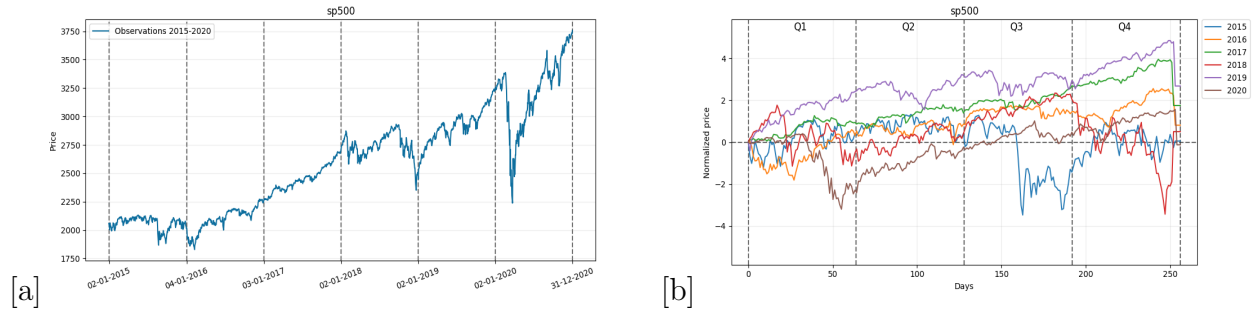 [a]
sp500
Observations 2015-2020
Price
3750
3500
3250
3000
2750
2500
2250
2000
1750
02-01-2015
04-01-2016
03-01-2017
02-01-2018
02-01-2019
02-01-2020
31-12-2020
[b]
sp500
Q1 Q2 Q3 Q4
Normalized price
4
2
0
−2
−4
0 50 100 150 200 250
Days
2015
2016
2017
2018
2019
2020